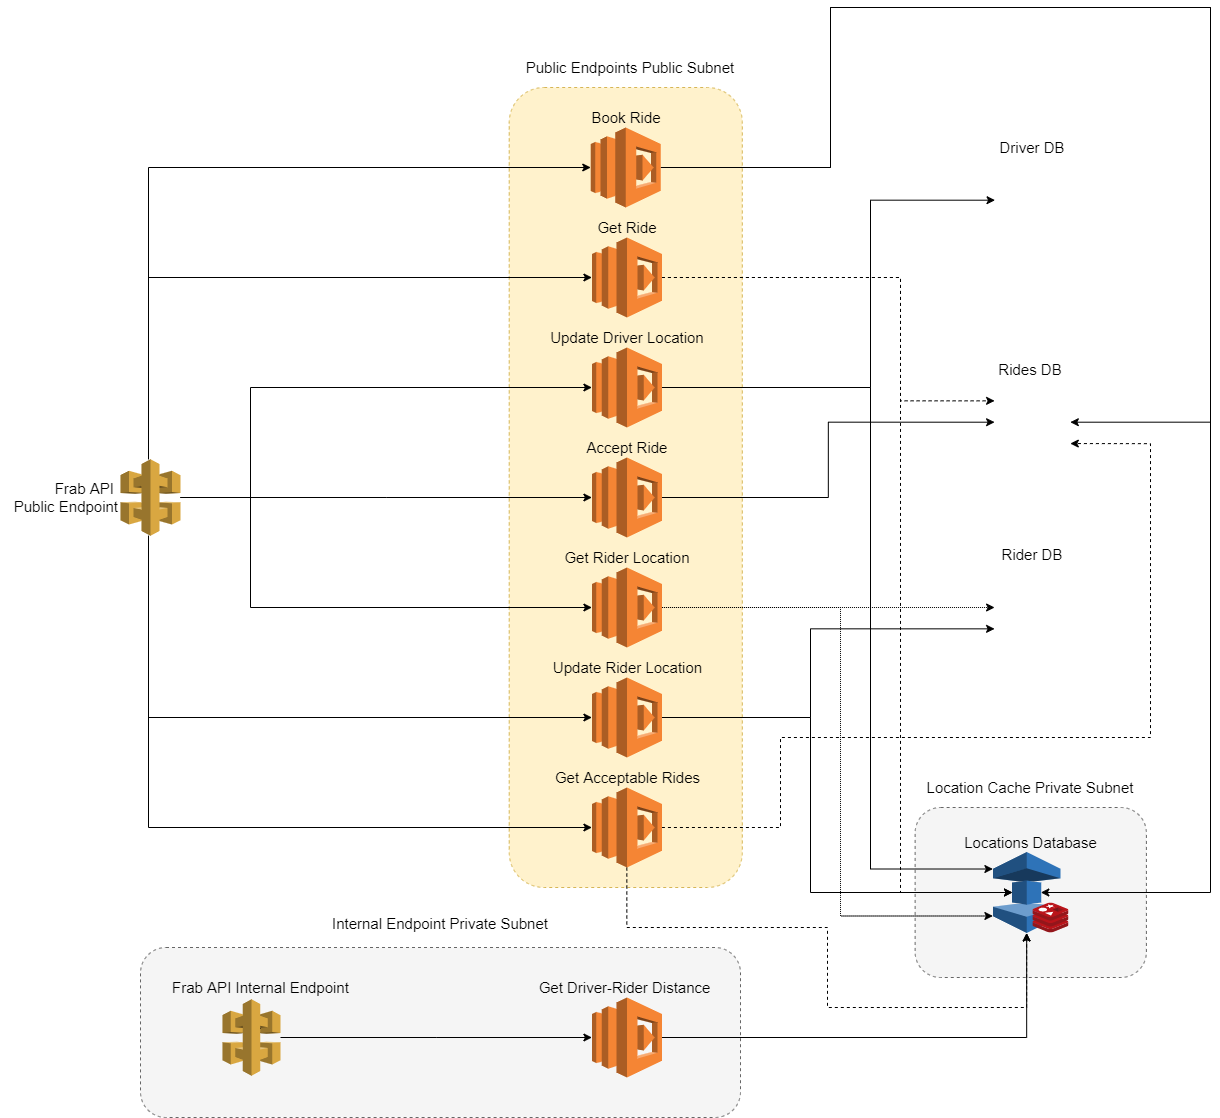 Public Endpoints Public Subnet
Book Ride
Driver DB
Get Ride
Update Driver Location
Rides DB
Accept Ride
Frab API
Public Endpoint
Get Rider Location
Rider DB
Update Rider Location
Get Acceptable Rides
Location Cache Private Subnet
Locations Database
Internal Endpoint Private Subnet
Frab API Internal Endpoint
Get Driver-Rider Distance